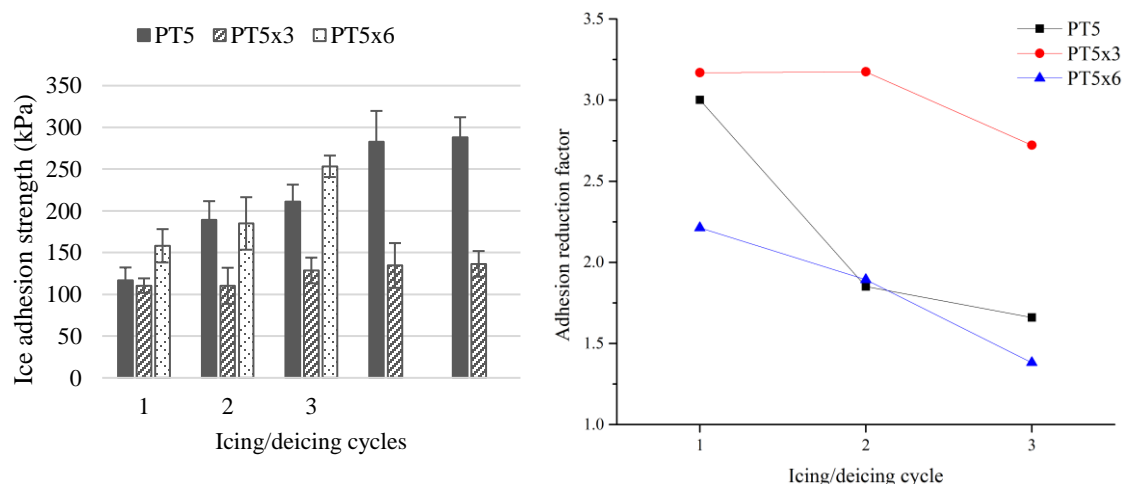 PT5 PT5x3 PT5x6
Ice adhesion strength (kPa)
350
300
250
200
150
100
50
0
1 2 3
Icing/deicing cycles
PT5
PT5x3
PT5x6
Adhesion reduction factor
3.5
3.0
2.5
2.0
1.5
1.0
1 2 3
Icing/deicing cycle